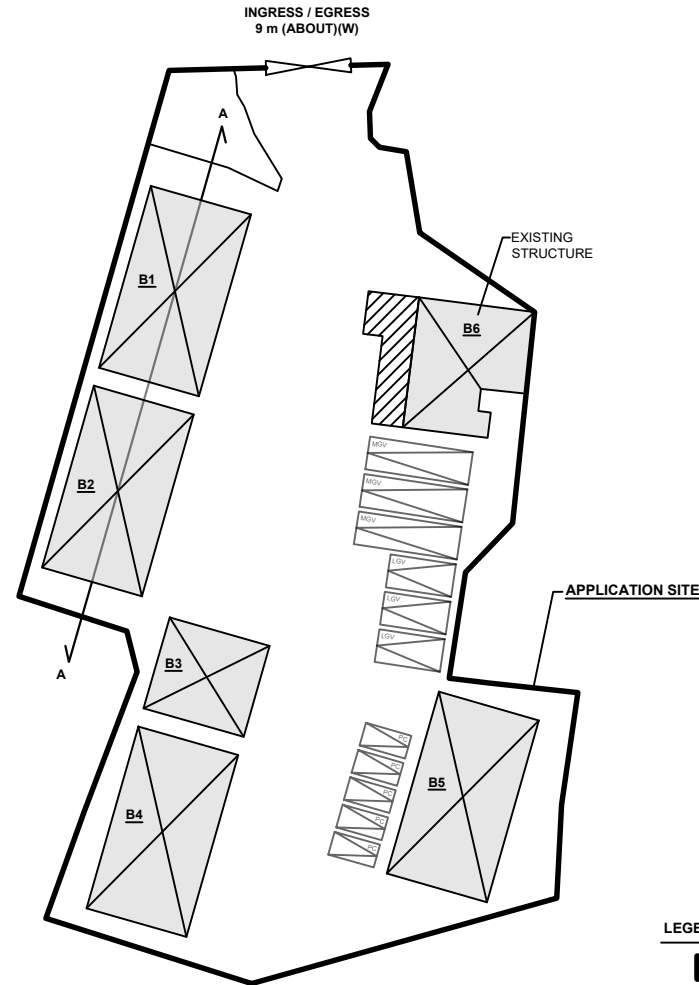 INGRESS / EGRESS
9 m (ABOUT)(W)
A
EXISTING
STRUCTURE
B1
B6
MGV
B2
MGV
MGV
LGV
APPLICATION SITE
LGV
LGV
A
B3
PC
PC
B5
PC
B4
PC
PC